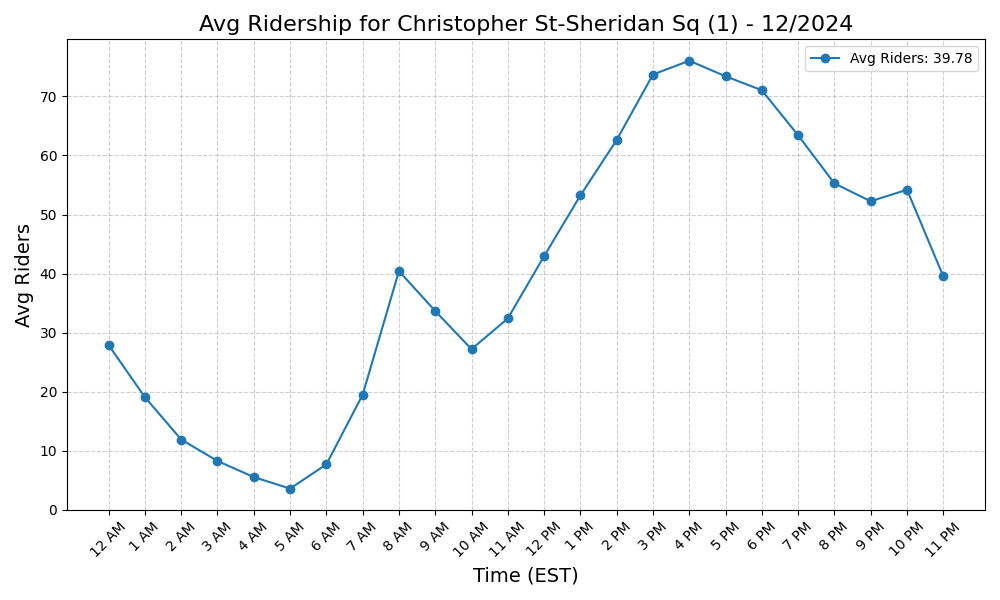 Avg Ridership for Christopher St-Sheridan Sq (1) - 12/2024
Avg Riders: 39.78
Avg Riders
70
60
50
40
30
20
10
0
12 AM
1 AM
2 AM
3 AM
4 AM
5 AM
6 AM
7 AM
8 AM
9 AM
10 AM
11 AM
12 PM
1 PM
2 PM
3 PM
4 PM
5 PM
6 PM
7 PM
8 PM
9 PM
10 PM
11 PM
Time (EST)